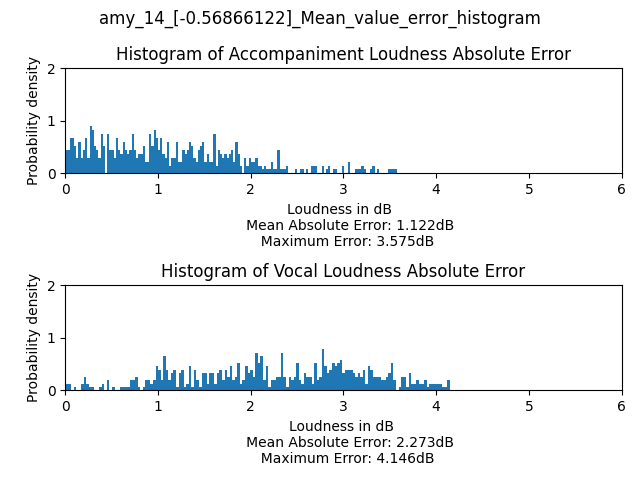 amy_14_[-0.56866122]_Mean_value_error_histogram
Histogram of Accompaniment Loudness Absolute Error
Probability density
2
1
0
0 1 2 3 4 5 6
Loudness in dB
Mean Absolute Error: 1.122dB
Maximum Error: 3.575dB
Histogram of Vocal Loudness Absolute Error
Probability density
2
1
0
0 1 2 3 4 5 6
Loudness in dB
Mean Absolute Error: 2.273dB
Maximum Error: 4.146dB